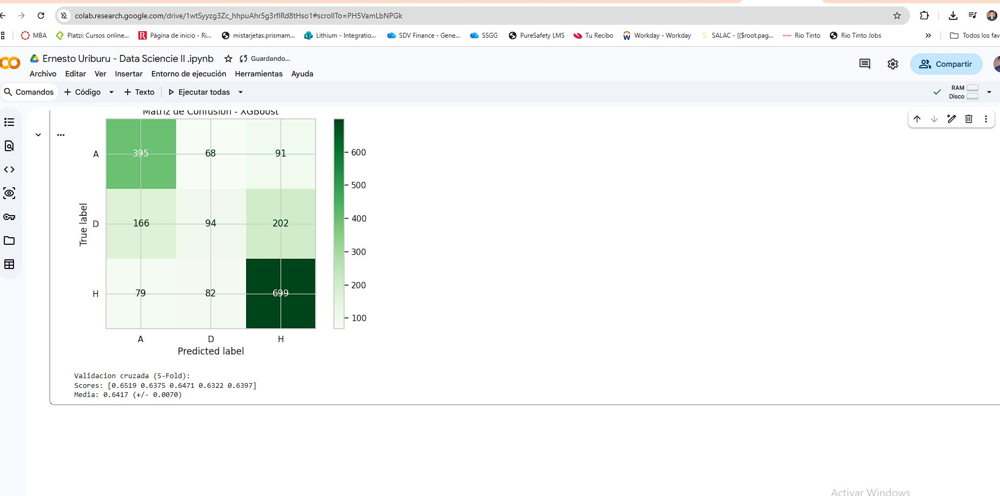 colab.research.google.com/drive/1wtSyyzg3Zc_hhpuAhr5g3rfIRd8tHso1#scrollTo=PH5VamLbNPGk
MBA Platzi: Cursos online... Página de inicio - Ri... mistarjetas.prismam... Lithium - Integratio... SDV Finance - Gene... SSGG PureSafety LMS Tu Recibo Workday - Workday SALAC - {{$root.pag... Rio Tinto Rio Tinto Jobs » Todos los fav
CO Ernesto Uriburu - Data Sciencie II .ipynb Guardando...
Archivo Editar Ver Insertar Entorno de ejecución Herramientas Ayuda
Compartir
Comandos + Código + Texto Ejecutar todas
RAM
Disco
Matriz de Confusión - XGBoost
A 395 68 91
D 166 94 202
H 79 82 699
True label
A D H
Predicted label
600
500
400
300
200
100
Validacion cruzada (5-Fold):
Scores: [0.6519 0.6375 0.6471 0.6322 0.6397]
Media: 0.6417 (+/- 0.0070)
Activar Windows